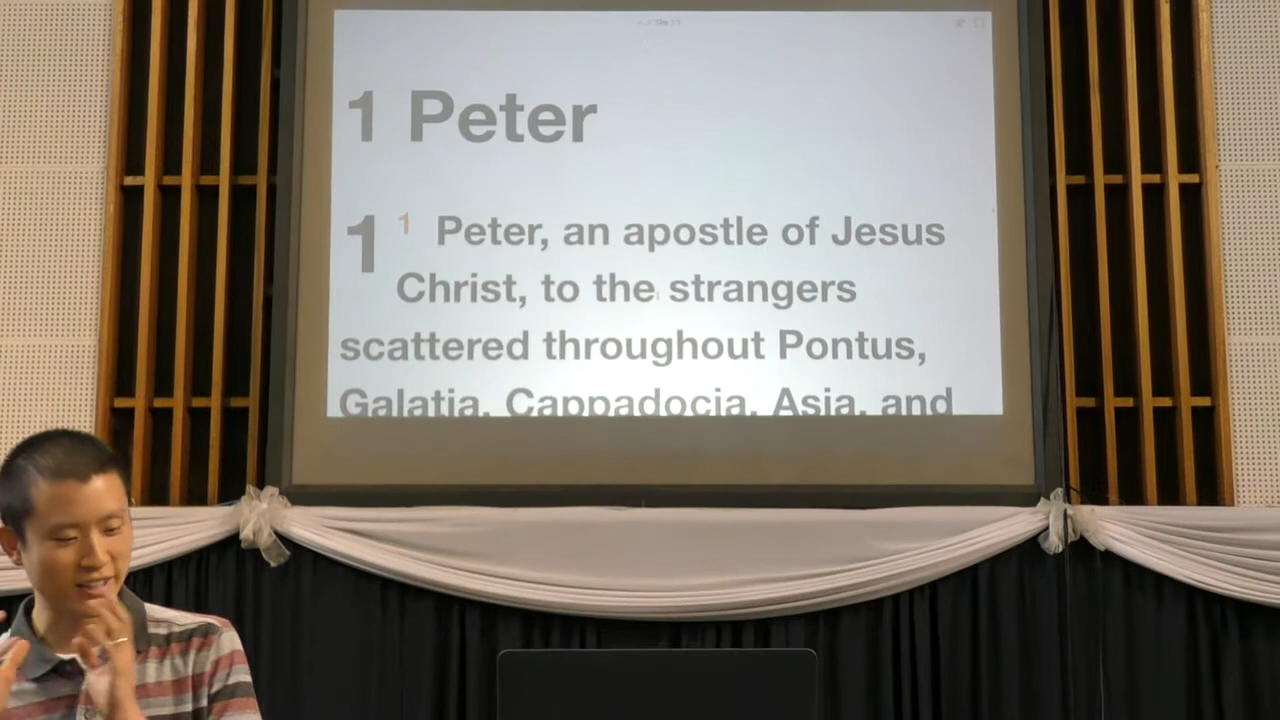 1 Peter
1 1 Peter, an apostle of Jesus
Christ, to the strangers
scattered throughout Pontus,
Galatia, Cappadocia, Asia, and